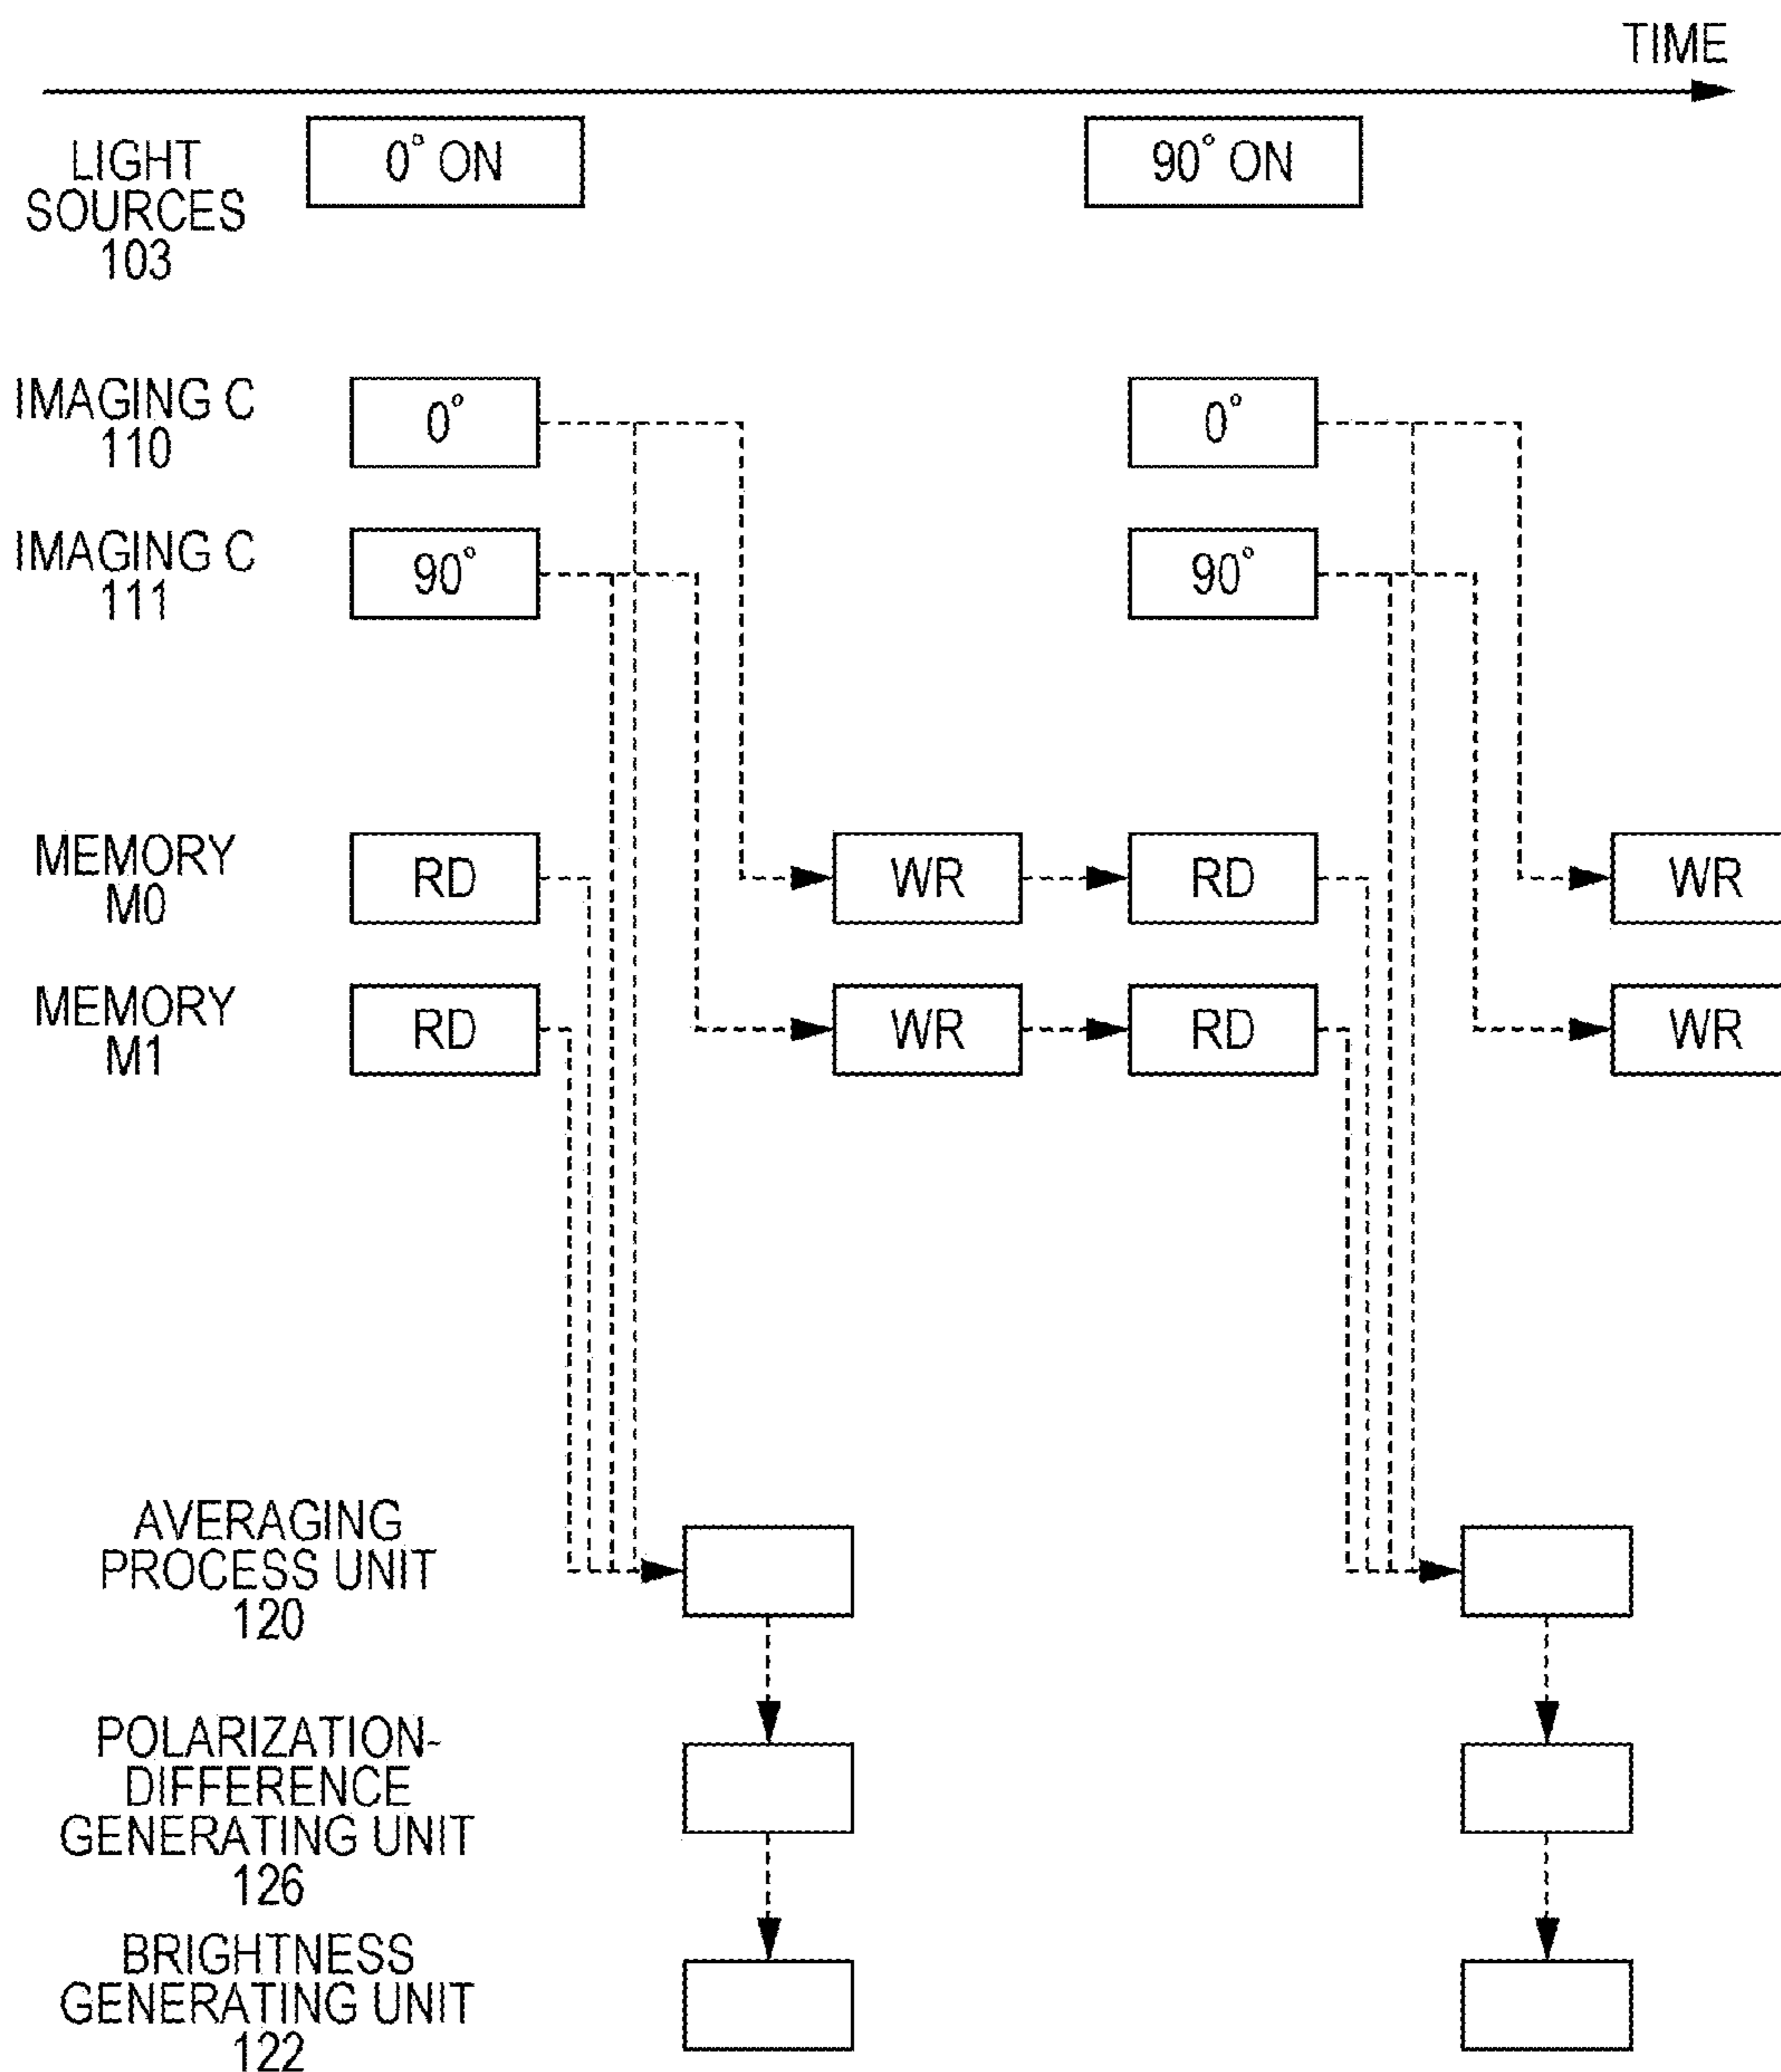 TIME
LIGHT
SOURCES
103
0° ON
90° ON
IMAGING C
110
0°
0°
IMAGING C
111
90°
90°
MEMORY
M0
RD
WR
RD
WR
MEMORY
M1
RD
WR
RD
WR
AVERAGING
PROCESS UNIT
120
POLARIZATION-
DIFFERENCE
GENERATING UNIT
126
BRIGHTNESS
GENERATING UNIT
122